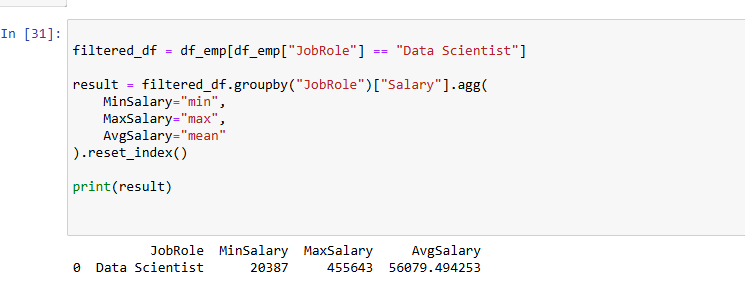 In [31]:
filtered_df = df_emp[df_emp["JobRole"] == "Data Scientist"]
result = filtered_df.groupby("JobRole")["Salary"].agg(
    MinSalary="min",
    MaxSalary="max",
    AvgSalary="mean"
).reset_index()
print(result)
          JobRole  MinSalary  MaxSalary     AvgSalary
0  Data Scientist      20387     455643  56079.494253